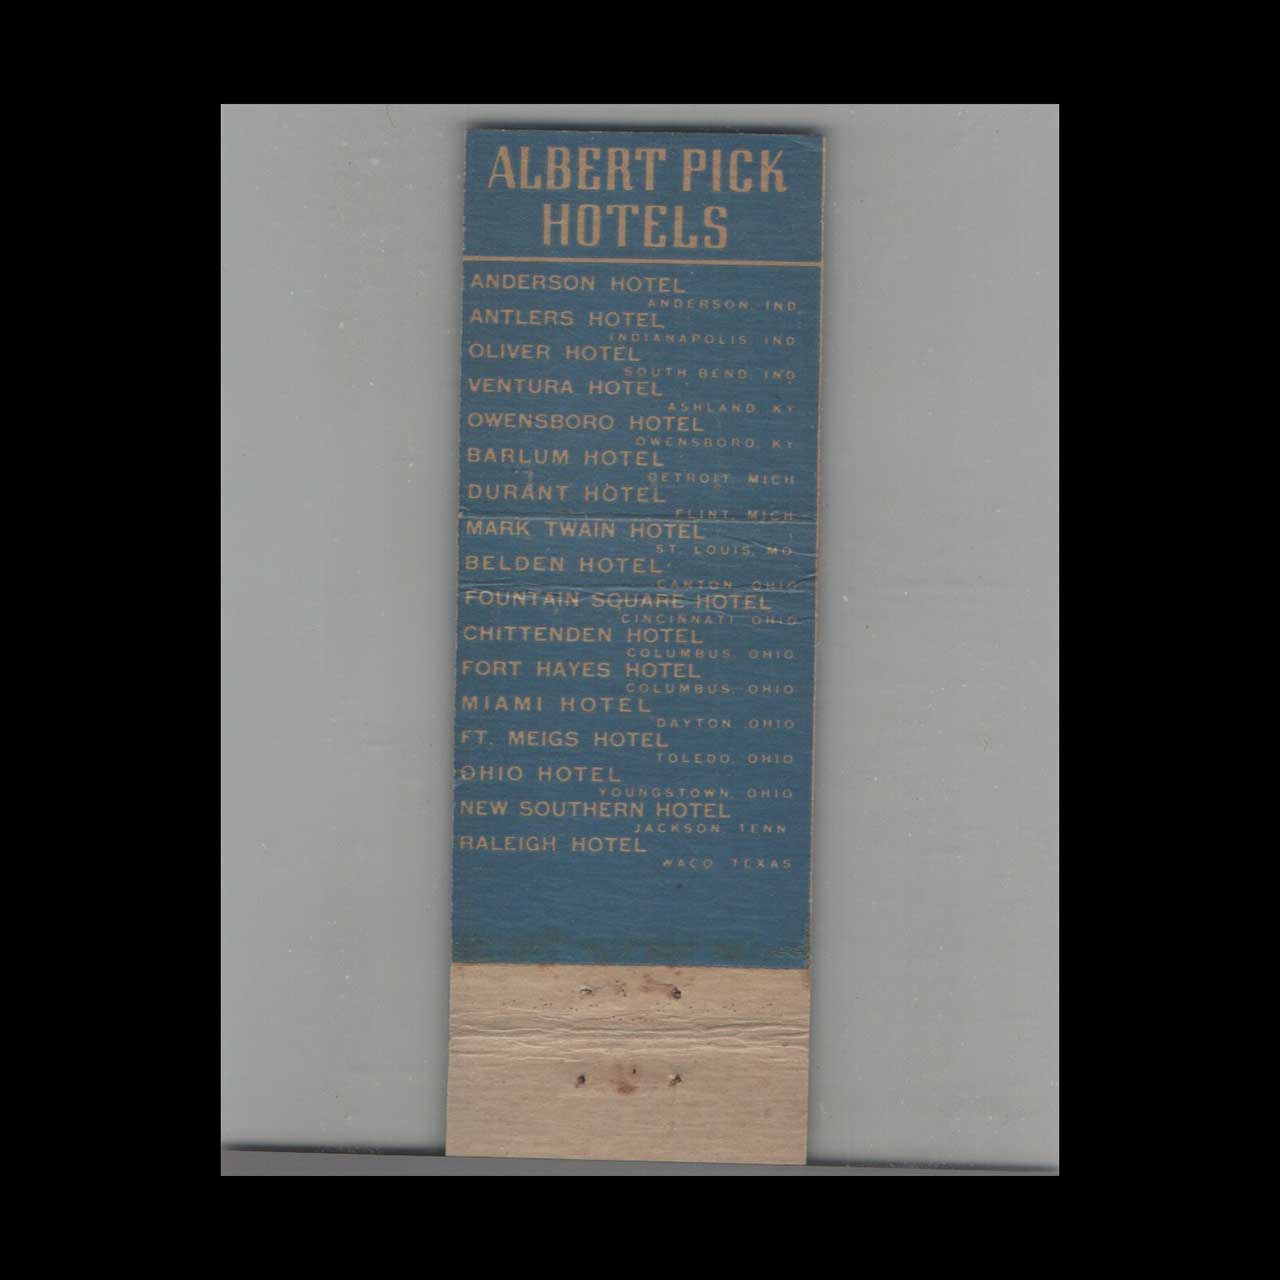 ALBERT PICK
HOTELS
ANDERSON HOTEL
ANDERSON, IND.
ANTLERS HOTEL
INDIANAPOLIS, IND.
OLIVER HOTEL
SOUTH BEND, IND.
VENTURA HOTEL
ASHLAND, KY.
OWENSBORO HOTEL
OWENSBORO, KY.
BARLUM HOTEL
DETROIT, MICH.
DURANT HOTEL
FLINT, MICH.
MARK TWAIN HOTEL
ST. LOUIS, MO.
BELDEN HOTEL
CANTON, OHIO
FOUNTAIN SQUARE HOTEL
CINCINNATI, OHIO
CHITTENDEN HOTEL
COLUMBUS, OHIO
FORT HAYES HOTEL
COLUMBUS, OHIO
MIAMI HOTEL
DAYTON, OHIO
FT. MEIGS HOTEL
TOLEDO, OHIO
OHIO HOTEL
YOUNGSTOWN, OHIO
NEW SOUTHERN HOTEL
JACKSON, TENN.
RALEIGH HOTEL
WACO, TEXAS